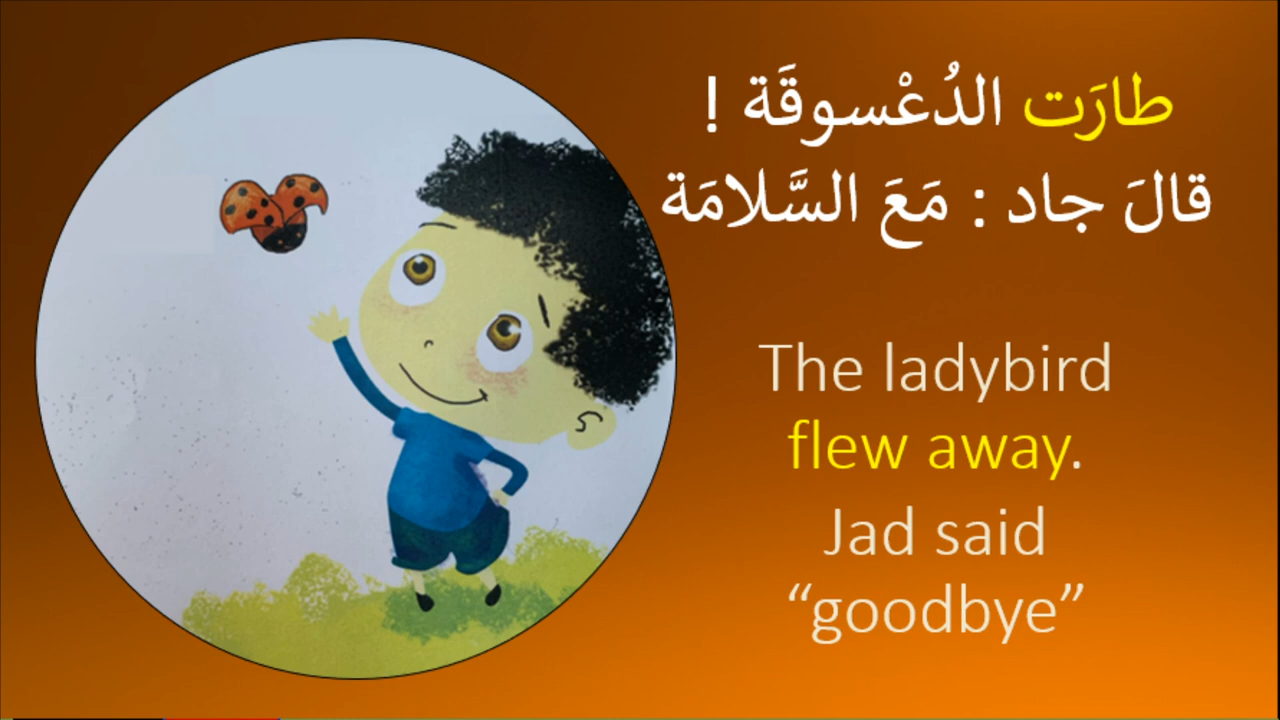 طارَت الدُعْسوقَة !
قالَ جاد : مَعَ السَّلامَة
The ladybird
flew away.
Jad said
“goodbye”